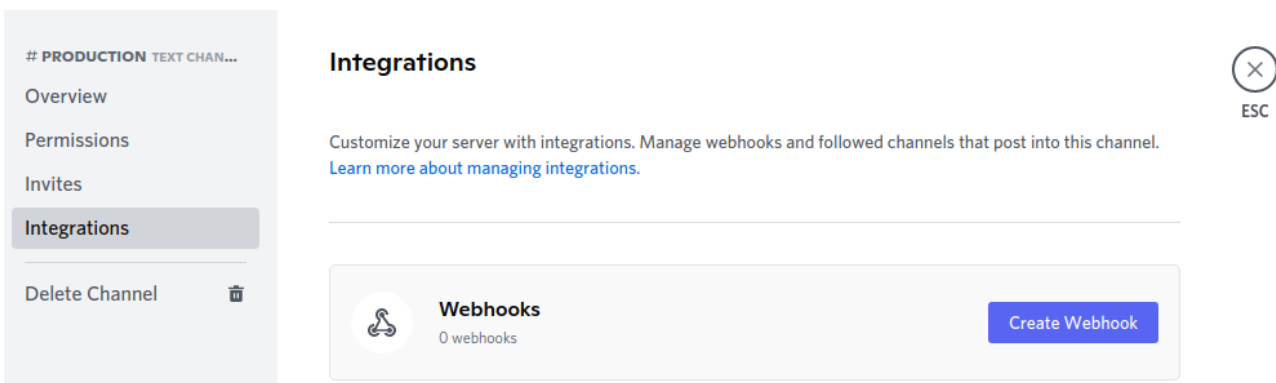 # PRODUCTION TEXT CHAN...
Overview
Permissions
Invites
Integrations
Delete Channel
Integrations
Customize your server with integrations. Manage webhooks and followed channels that post into this channel.
Learn more about managing integrations.
Webhooks
0 webhooks
Create Webhook
ESC